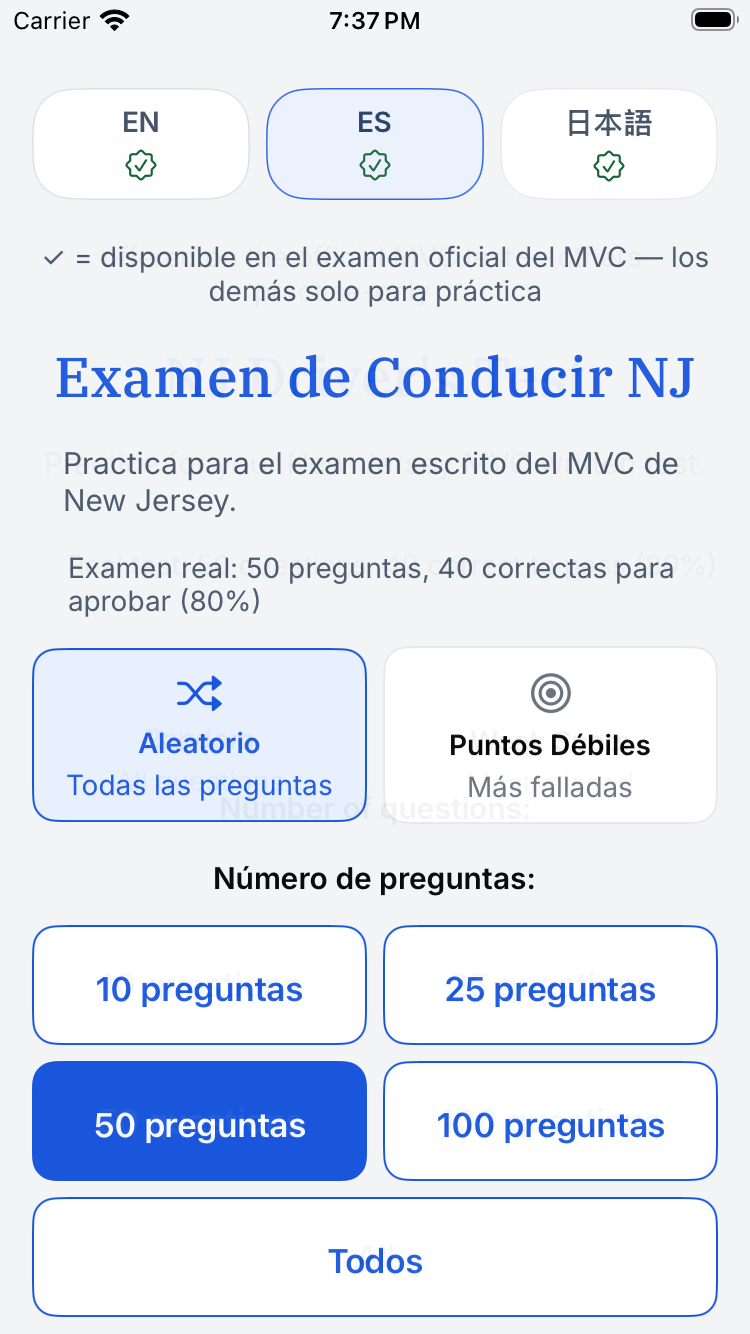 Carrier 7:37 PM
EN ES 日本語
✓ = disponible en el examen oficial del MVC — los
demás solo para práctica
Examen de Conducir NJ
Practica para el examen escrito del MVC de
New Jersey.
Examen real: 50 preguntas, 40 correctas para
aprobar (80%)
Aleatorio
Todas las preguntas
Puntos Débiles
Más falladas
Number of questions:
Número de preguntas:
10 preguntas 25 preguntas
50 preguntas 100 preguntas
Todos